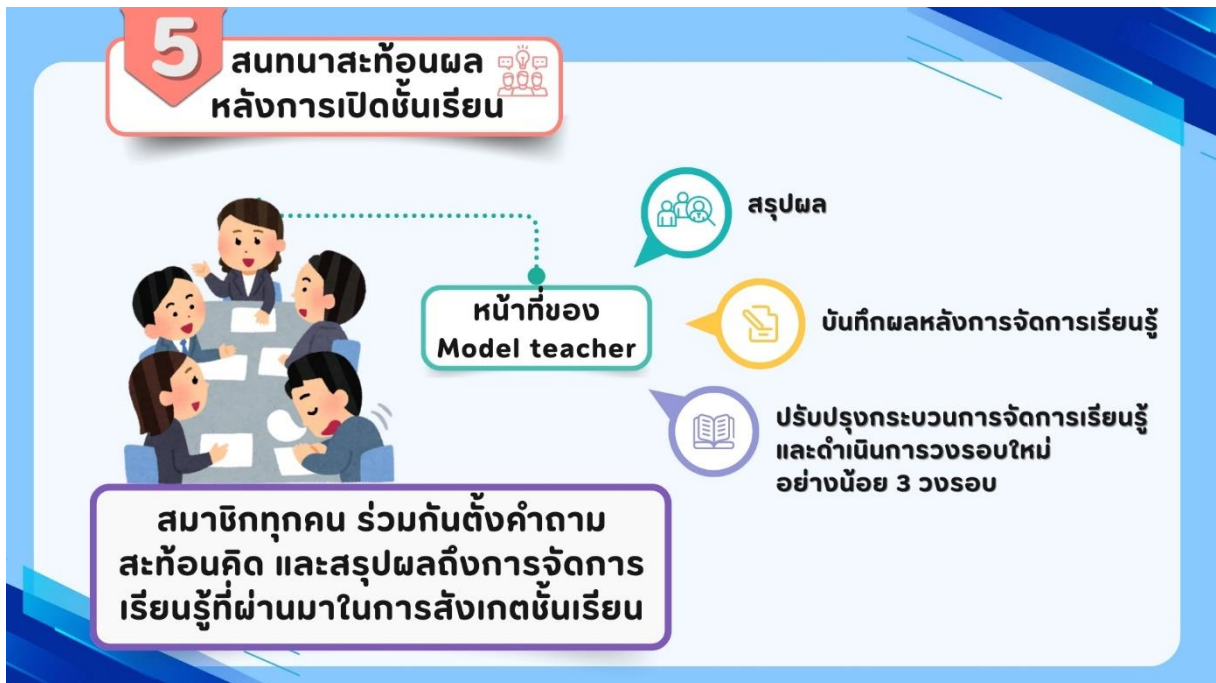 5
สนทนาสะท้อนผล
หลังการเปิดชั้นเรียน
หน้าที่ของ
Model teacher
สรุปผล
บันทึกผลหลังการจัดการเรียนรู้
ปรับปรุงกระบวนการจัดการเรียนรู้
และดำเนินการวงรอบใหม่
อย่างน้อย 3 วงรอบ
สมาชิกทุกคน ร่วมกันตั้งคำถาม
สะท้อนคิด และสรุปผลถึงการจัดการ
เรียนรู้ที่ผ่านมาในการสังเกตชั้นเรียน